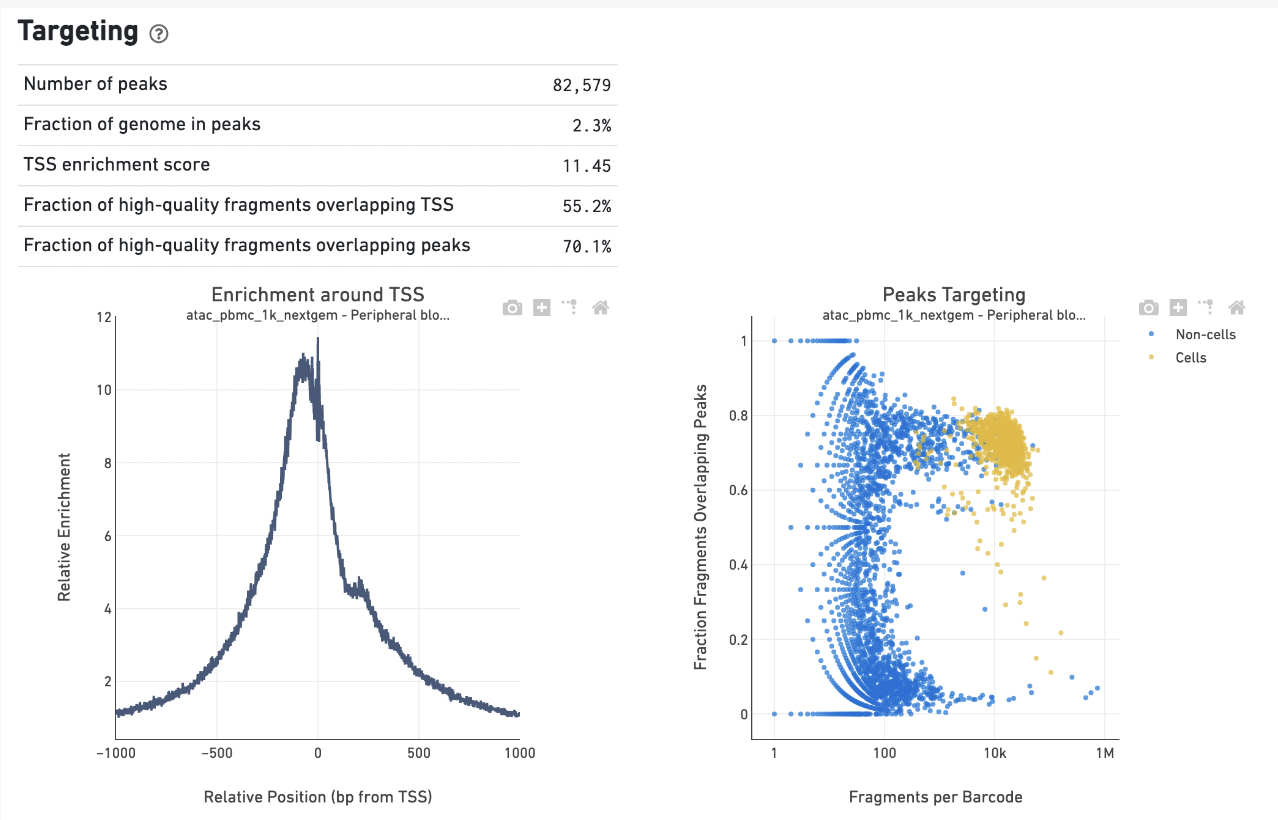 Targeting ?
Number of peaks 82,579
Fraction of genome in peaks 2.3%
TSS enrichment score 11.45
Fraction of high-quality fragments overlapping TSS 55.2%
Fraction of high-quality fragments overlapping peaks 70.1%
Enrichment around TSS
atac_pbmc_1k_nextgem - Peripheral blo...
12
10
8
6
4
2
Relative Enrichment
−1000 −500 0 500 1000
Relative Position (bp from TSS)
Peaks Targeting
atac_pbmc_1k_nextgem - Peripheral blo...
Non-cells
Cells
1
0.8
0.6
0.4
0.2
0
Fraction Fragments Overlapping Peaks
1 100 10k 1M
Fragments per Barcode